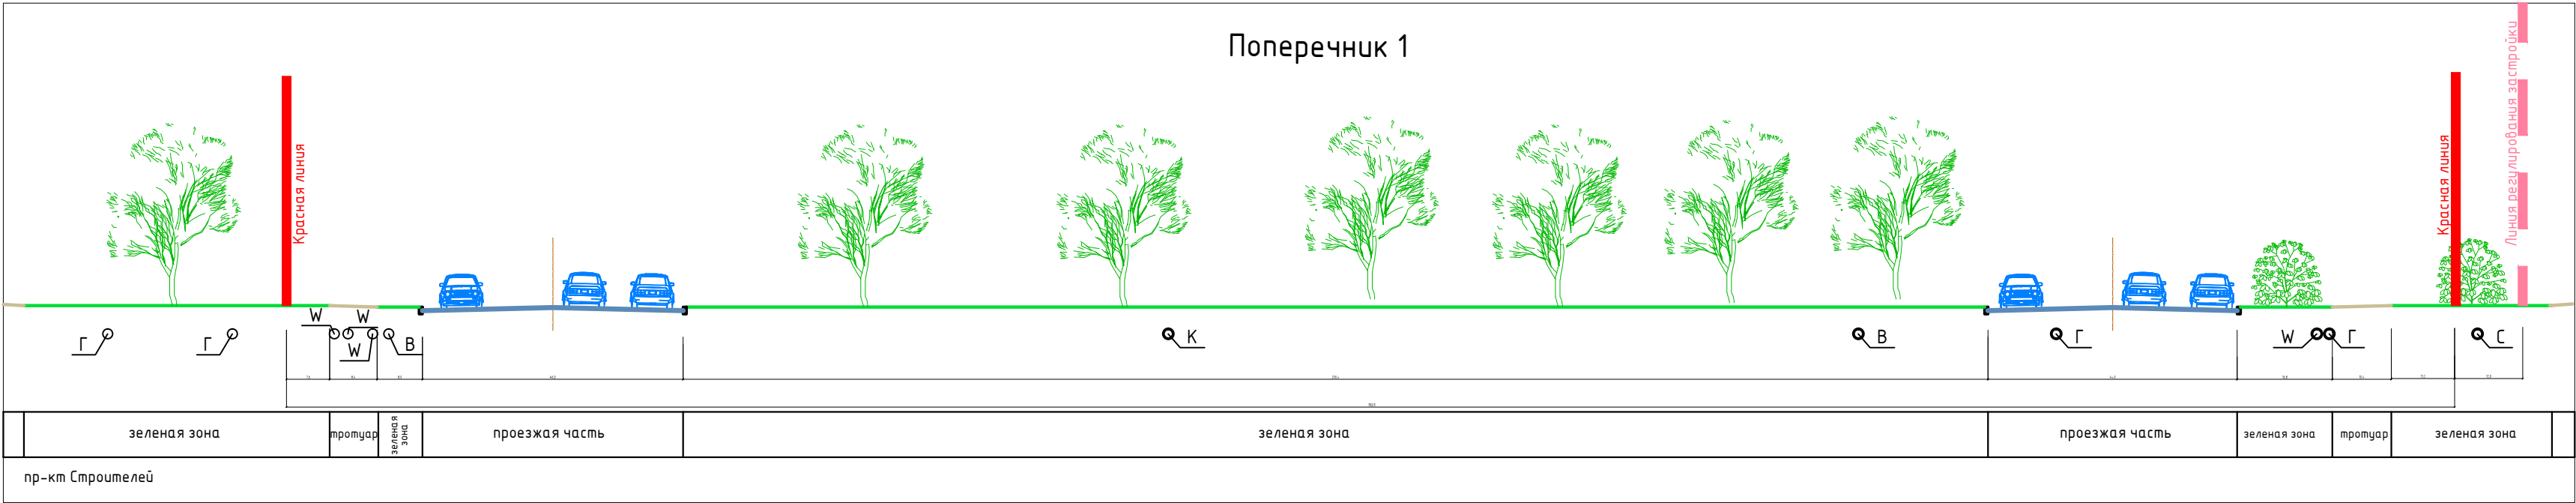 Поперечник 1
Красная линия
Красная линия
Линия регулирования застройки
Г
Г
W
W
W
В
К
В
Г
W
Г
С
зеленая зона
тротуар
зеленая
зона
проезжая часть
зеленая зона
проезжая часть
зеленая зона
тротуар
зеленая зона
пр-кт Строителей